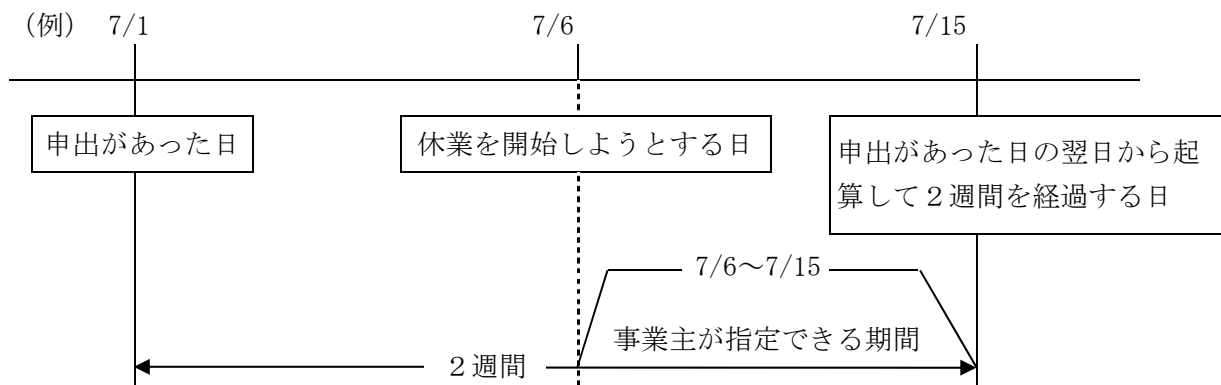 (例) 7/1 7/6 7/15
申出があった日
休業を開始しようとする日
申出があった日の翌日から起
算して２週間を経過する日
7/6～7/15
事業主が指定できる期間
２週間